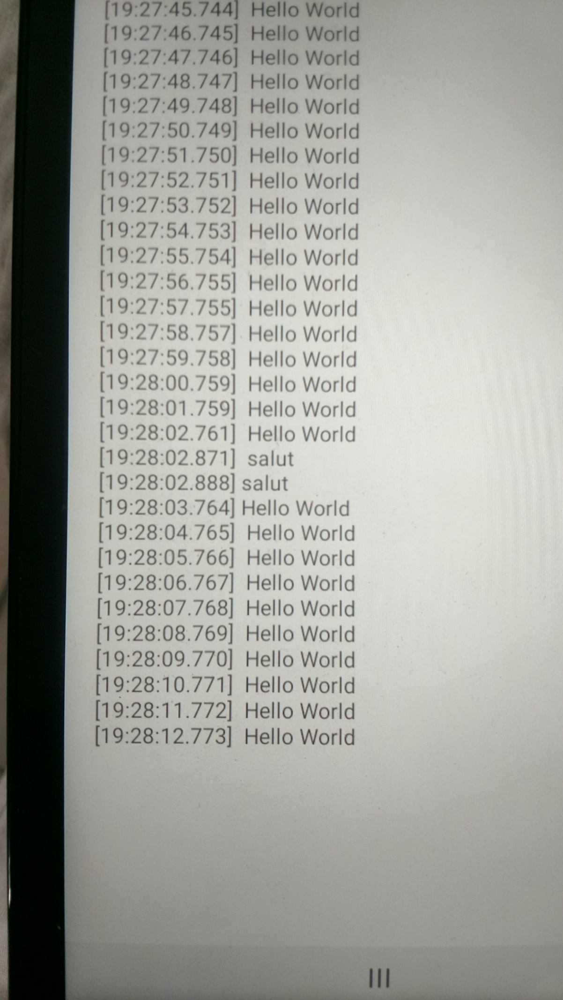 [19:27:45.744]  Hello World
[19:27:46.745]  Hello World
[19:27:47.746]  Hello World
[19:27:48.747]  Hello World
[19:27:49.748]  Hello World
[19:27:50.749]  Hello World
[19:27:51.750]  Hello World
[19:27:52.751]  Hello World
[19:27:53.752]  Hello World
[19:27:54.753]  Hello World
[19:27:55.754]  Hello World
[19:27:56.755]  Hello World
[19:27:57.755]  Hello World
[19:27:58.757]  Hello World
[19:27:59.758]  Hello World
[19:28:00.759]  Hello World
[19:28:01.759]  Hello World
[19:28:02.761]  Hello World
[19:28:02.871]  salut
[19:28:02.888] salut
[19:28:03.764] Hello World
[19:28:04.765]  Hello World
[19:28:05.766]  Hello World
[19:28:06.767]  Hello World
[19:28:07.768]  Hello World
[19:28:08.769]  Hello World
[19:28:09.770]  Hello World
[19:28:10.771]  Hello World
[19:28:11.772]  Hello World
[19:28:12.773]  Hello World